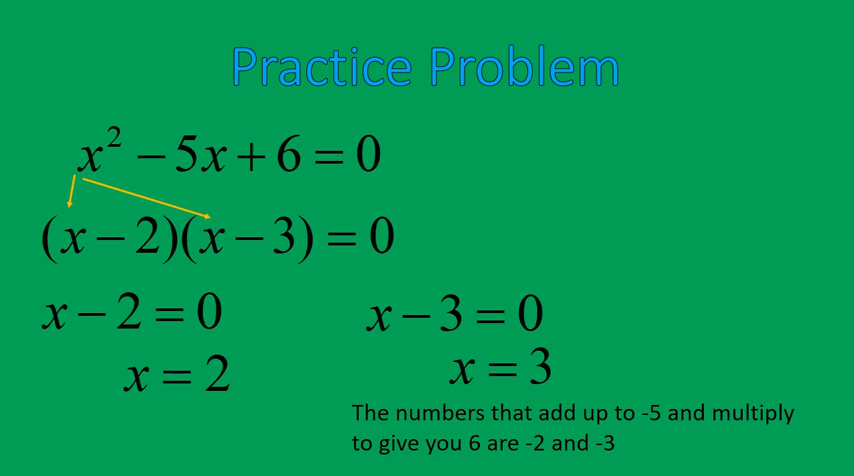 Practice Problem
x² − 5x + 6 = 0
(x − 2)(x − 3) = 0
x − 2 = 0
x = 2
x − 3 = 0
x = 3
The numbers that add up to -5 and multiply
to give you 6 are -2 and -3